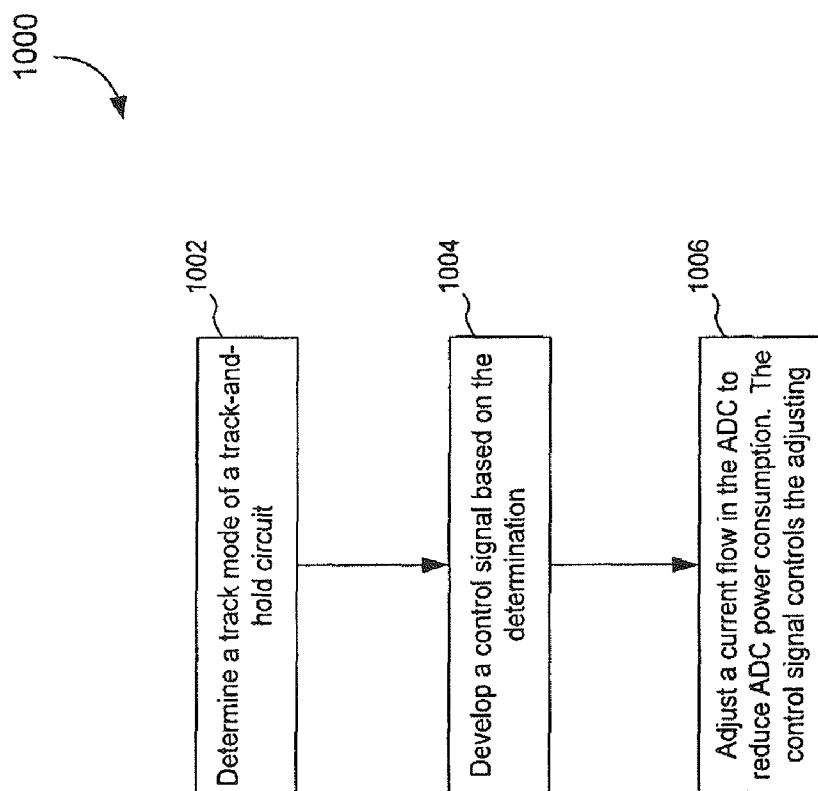 1000
1002
Determine a track mode of a track-and-
hold circuit
1004
Develop a control signal based on the
determination
1006
Adjust a current flow in the ADC to
reduce ADC power consumption. The
control signal controls the adjusting